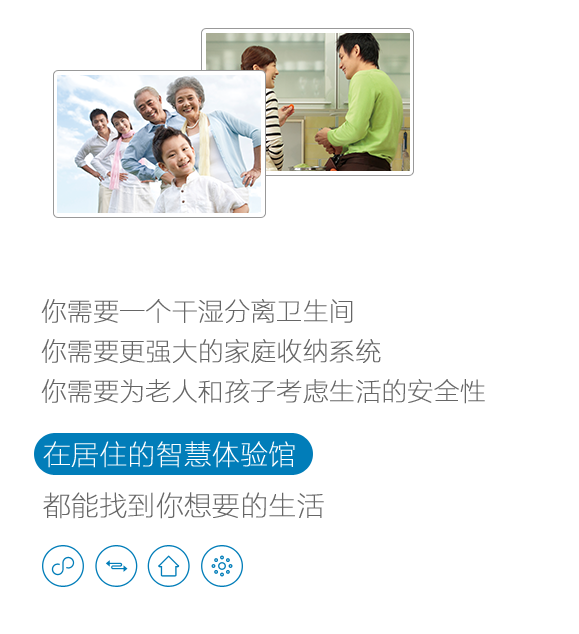 你需要一个干湿分离卫生间
你需要更强大的家庭收纳系统
你需要为老人和孩子考虑生活的安全性
在居住的智慧体验馆
都能找到你想要的生活